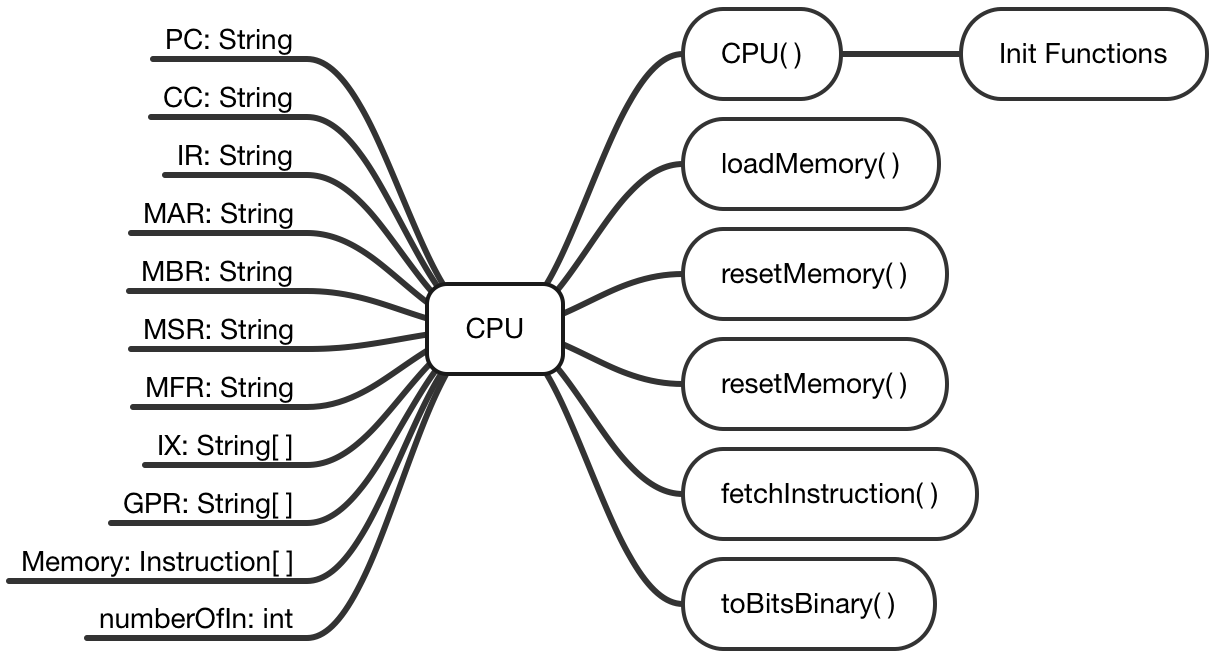 PC: String
CC: String
IR: String
MAR: String
MBR: String
MSR: String
MFR: String
IX: String[ ]
GPR: String[ ]
Memory: Instruction[ ]
numberOfIn: int
CPU
CPU( )
Init Functions
loadMemory( )
resetMemory( )
resetMemory( )
fetchInstruction( )
toBitsBinary( )